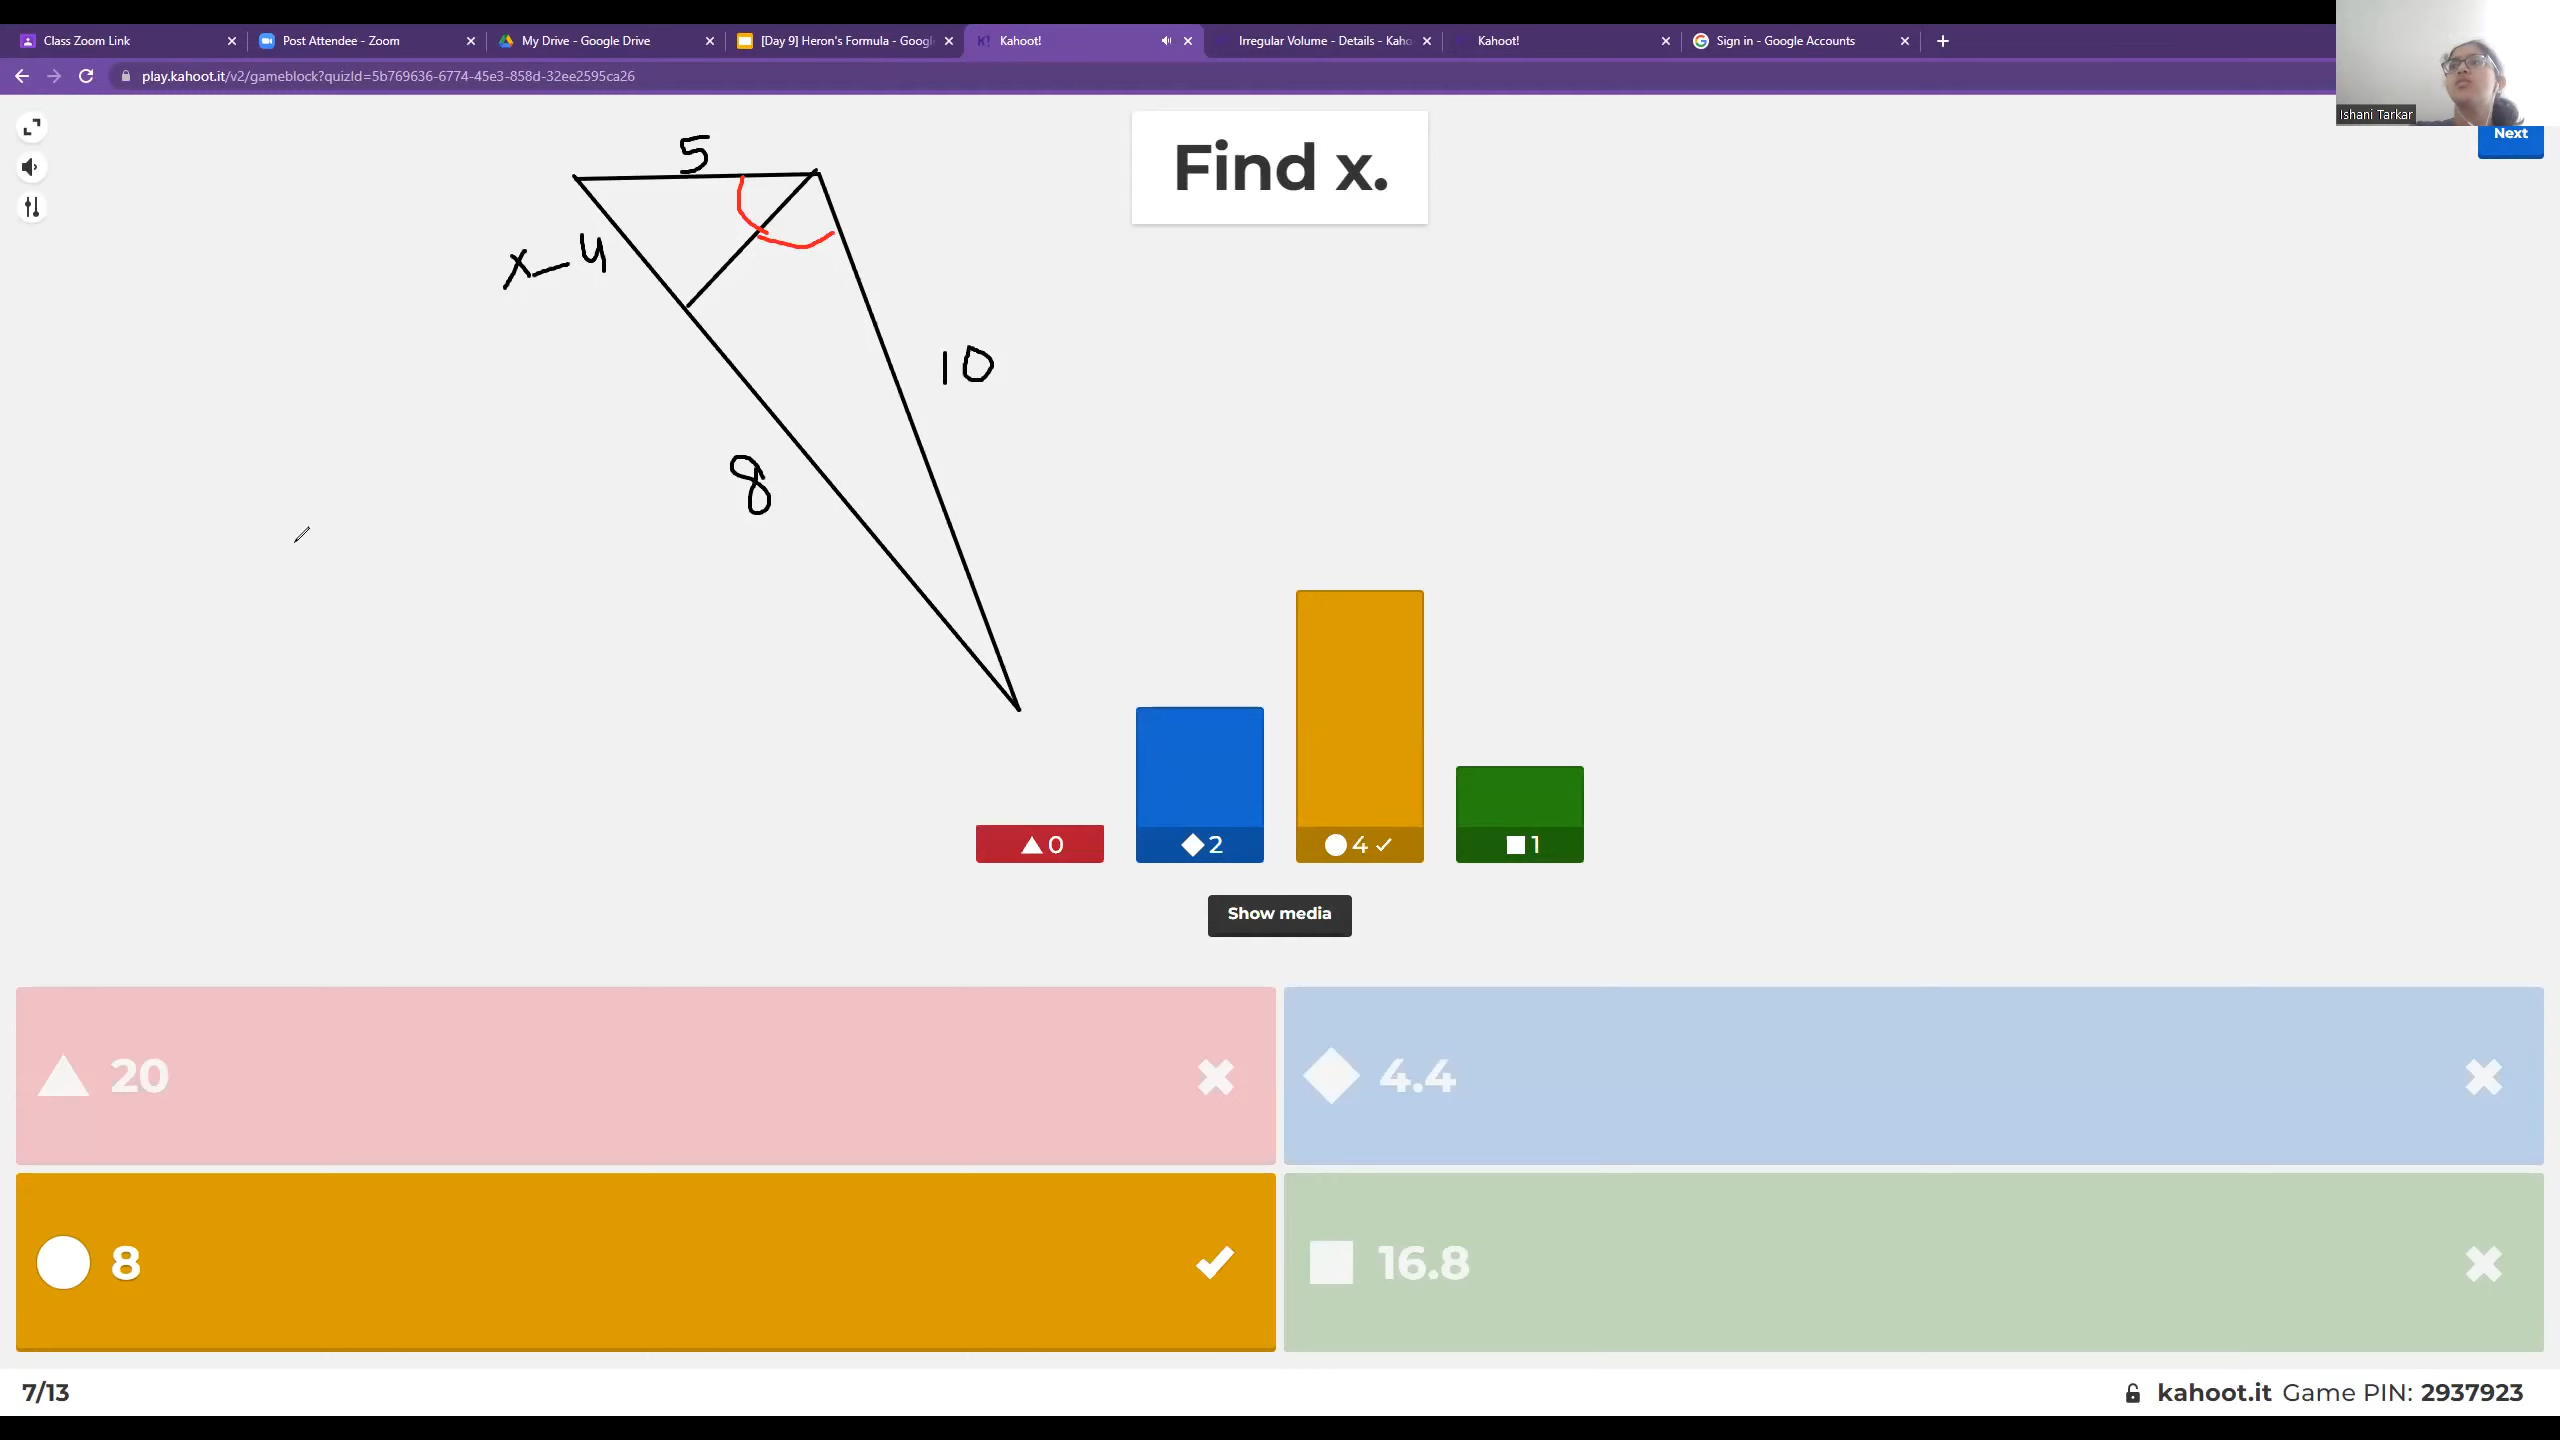 Class Zoom Link
Post Attendee - Zoom
My Drive - Google Drive
[Day 9] Heron's Formula - Googl
K! Kahoot!
Irregular Volume - Details - Kaho
Kahoot!
Sign in - Google Accounts
play.kahoot.it/v2/gameblock?quizId=5b769636-6774-45e3-858d-32ee2595ca26
Ishani Tarkar
Next
Find x.
5
x-4
10
8
0
2
4
1
Show media
20
4.4
8
16.8
7/13
kahoot.it Game PIN: 2937923